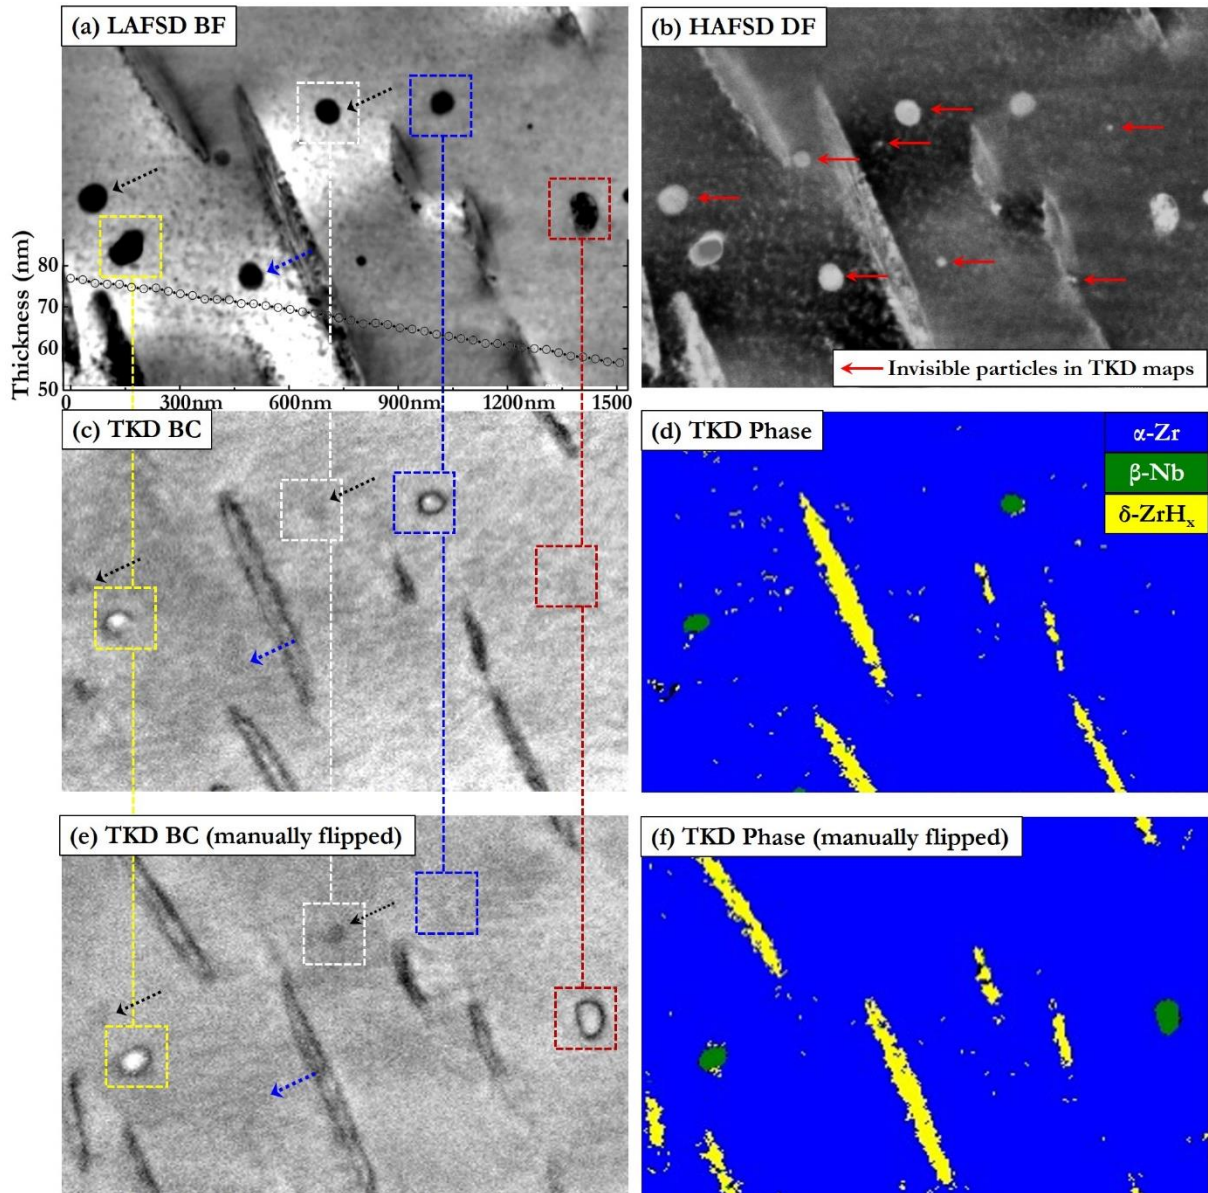 (a) LAFSD BF
(b) HAFSD DF
Thickness (nm)
80
70
60
50
0
300nm
600nm
900nm
1200nm
1500
Invisible particles in TKD maps
(c) TKD BC
(d) TKD Phase
α-Zr
β-Nb
δ-ZrHₓ
(e) TKD BC (manually flipped)
(f) TKD Phase (manually flipped)